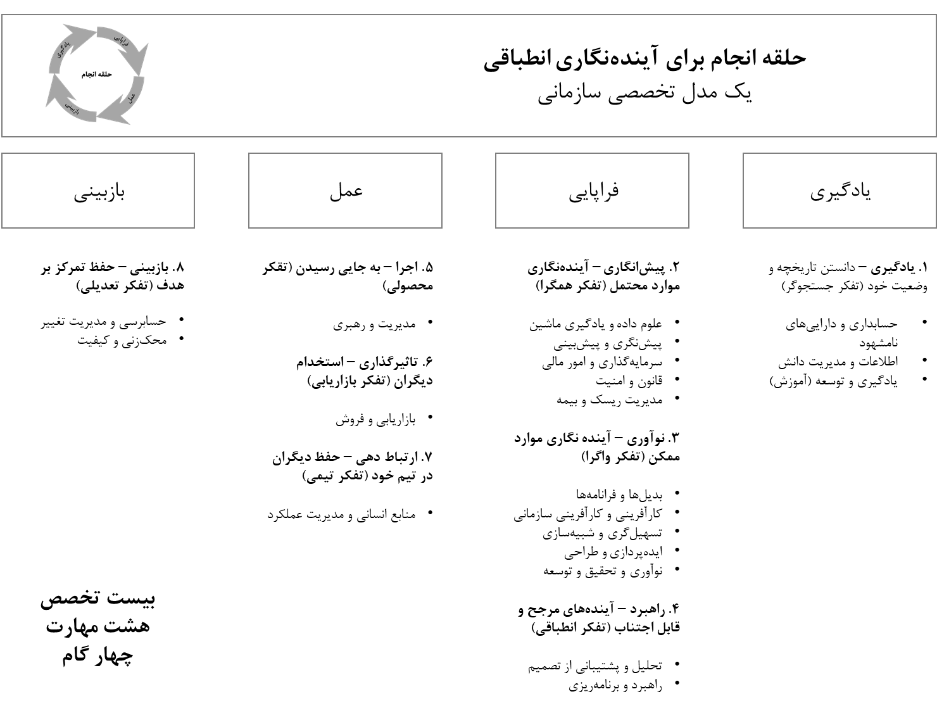 حلقه انجام برای آینده‌نگاری انطباقی
یک مدل تخصصی سازمانی
یادگیری
فراپایی
حلقه انجام
عمل
بازبینی
یادگیری
فراپایی
عمل
بازبینی
۱. یادگیری – دانستن تاریخچه و
وضعیت خود (تفکر جستجوگر)
• حسابداری و دارایی‌های
نامشهود
• اطلاعات و مدیریت دانش
• یادگیری و توسعه (آموزش)
۲. پیش‌انگاری – آینده‌نگاری
موارد محتمل (تفکر همگرا)
• علوم داده و یادگیری ماشین
• پیش‌نگری و پیش‌بینی
• سرمایه‌گذاری و امور مالی
• قانون و امنیت
• مدیریت ریسک و بیمه
۳. نوآوری – آینده نگاری موارد
ممکن (تفکر واگرا)
• بدیل‌ها و فرانامه‌ها
• کارآفرینی و کارآفرینی سازمانی
• تسهیل‌گری و شبیه‌سازی
• ایده‌پردازی و طراحی
• نوآوری و تحقیق و توسعه
۴. راهبرد – آینده‌های مرجح و
قابل اجتناب (تفکر انطباقی)
• تحلیل و پشتیبانی از تصمیم
• راهبرد و برنامه‌ریزی
۵. اجرا – به جایی رسیدن (تقکر
محصولی)
• مدیریت و رهبری
۶. تاثیرگذاری – استخدام
دیگران (تفکر بازاریابی)
• بازاریابی و فروش
۷. ارتباط دهی – حفظ دیگران
در تیم خود (تفکر تیمی)
• منابع انسانی و مدیریت عملکرد
۸. بازبینی – حفظ تمرکز بر
هدف (تفکر تعدیلی)
• حسابرسی و مدیریت تغییر
• محک‌زنی و کیفیت
بیست تخصص
هشت مهارت
چهار گام